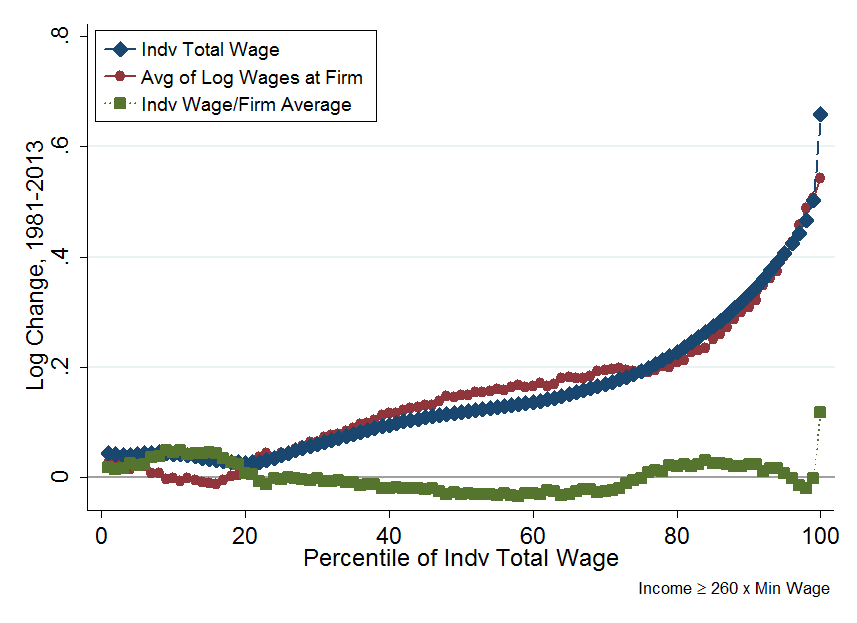 Indv Total Wage
Avg of Log Wages at Firm
Indv Wage/Firm Average
Log Change, 1981-2013
.8
.6
.4
.2
0
0 20 40 60 80 100
Percentile of Indv Total Wage
Income ≥ 260 x Min Wage